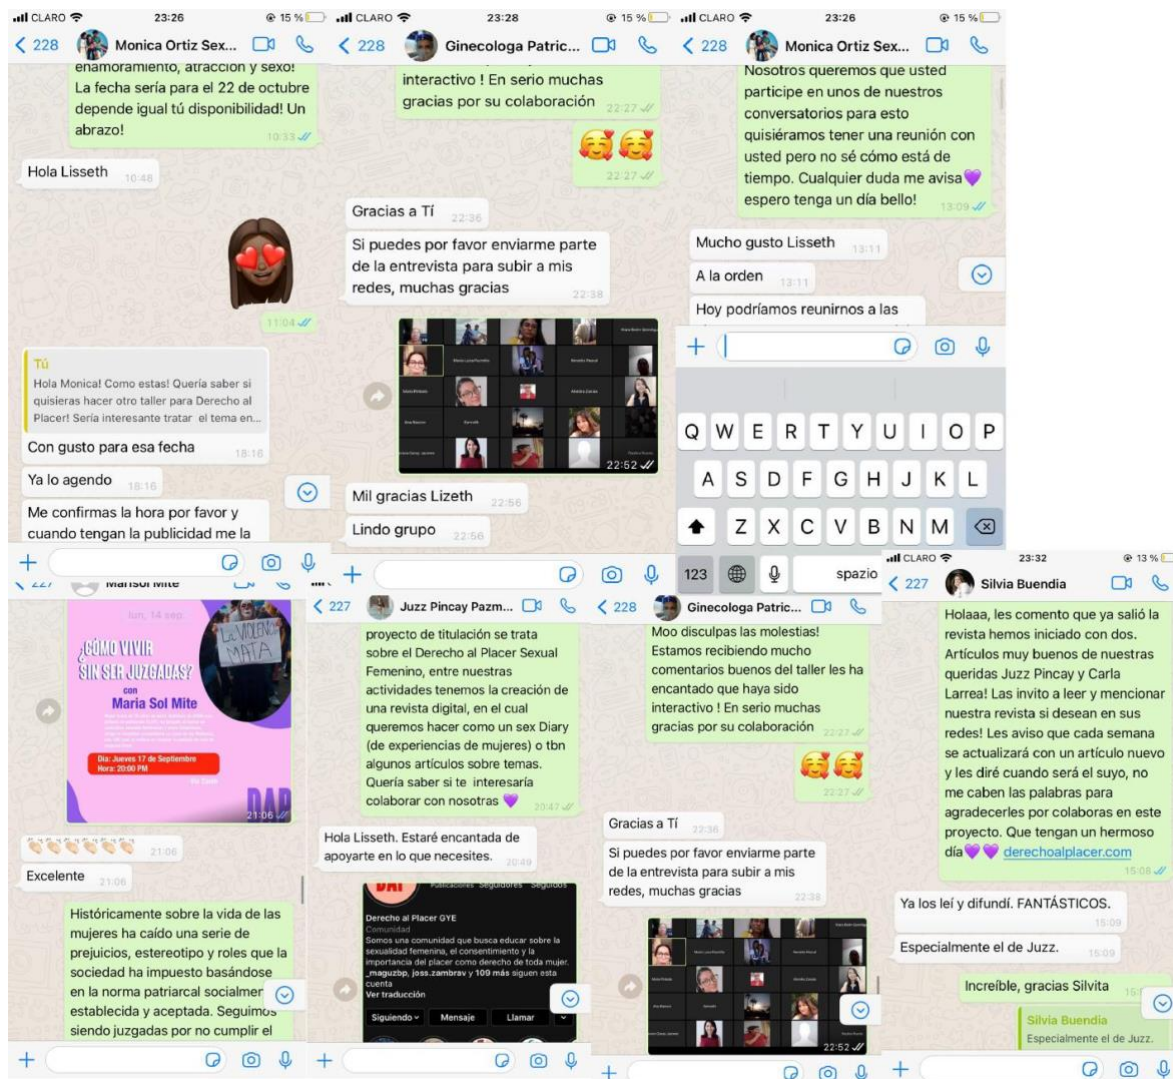 CLARO 23:26 15 %
228 Monica Ortiz Sex...
enamoramiento, atracción y sexo!
La fecha sería para el 22 de octubre
depende igual tú disponibilidad! Un
abrazo!
10:33
Hola Lisseth 10:48
11:04
Tú
Hola Monica! Como estas! Quería saber si
quisieras hacer otro taller para Derecho al
Placer! Sería interesante tratar el tema en...
Con gusto para esa fecha 18:16
Ya lo agendo 18:16
Me confirmas la hora por favor y
cuando tengan la publicidad me la
CLARO 23:28 15 %
228 Ginecologa Patric...
interactivo ! En serio muchas
gracias por su colaboración 22:27
22:27
Gracias a Tí 22:36
Si puedes por favor enviarme parte
de la entrevista para subir a mis
redes, muchas gracias 22:38
22:52
Mil gracias Lizeth 22:56
Lindo grupo 22:56
CLARO 23:26 15 %
228 Monica Ortiz Sex...
Nosotros queremos que usted
participe en unos de nuestros
conversatorios para esto
quisiéramos tener una reunión con
usted pero no sé cómo está de
tiempo. Cualquier duda me avisa💜
espero tenga un día bello! 13:09
Mucho gusto Lisseth 13:11
A la orden 13:11
Hoy podríamos reunirnos a las
Q W E R T Y U I O P
A S D F G H J K L
Z X C V B N M
123 spazio
227 Marisol Mite
lun, 14 sep.
¿CÓMO VIVIR
SIN SER JUZGADAS?
con
Maria Sol Mite
LA VIOLENCIA
MATA
Día: Jueves 17 de Septiembre
Hora: 20:00 PM
DAP
21:06
👏🏻👏🏻👏🏻👏🏻👏🏻👏🏻 21:06
Excelente 21:06
Históricamente sobre la vida de las
mujeres ha caído una serie de
prejuicios, estereotipo y roles que la
sociedad ha impuesto basándose
en la norma patriarcal
establecida y aceptada. Seguimos
siendo juzgadas por no cumplir el
227 Juzz Pincay Pazm...
proyecto de titulación se trata
sobre el Derecho al Placer Sexual
Femenino, entre nuestras
actividades tenemos la creación de
una revista digital, en el cual
queremos hacer como un sex Diary
(de experiencias de mujeres) o tbn
algunos artículos sobre temas.
Quería saber si te interesaría
colaborar con nosotras 💜 20:47
Hola Lisseth. Estaré encantada de
apoyarte en lo que necesites. 20:49
DAP
Publicaciones Seguidores Seguidos
Derecho al Placer GYE
Comunidad
Somos una comunidad que busca educar sobre la
sexualidad femenina, el consentimiento y la
importancia del placer como derecho de toda mujer.
_maguzbp, joss.zambrav y 109 más siguen esta
cuenta
Ver traducción
Siguiendo Mensaje Llamar
228 Ginecologa Patric...
Moo disculpas las molestias!
Estamos recibiendo mucho
comentarios buenos del taller les ha
encantado que haya sido
interactivo ! En serio muchas
gracias por su colaboración 22:27
22:27
Gracias a Tí 22:36
Si puedes por favor enviarme parte
de la entrevista para subir a mis
redes, muchas gracias 22:38
22:52
CLARO 23:32 13 %
227 Silvia Buendia
Holaaa, les comento que ya salió la
revista hemos iniciado con dos.
Artículos muy buenos de nuestras
queridas Juzz Pincay y Carla
Larrea! Las invito a leer y mencionar
nuestra revista si desean en sus
redes! Les aviso que cada semana
se actualizará con un artículo nuevo
y les diré cuando será el suyo, no
me caben las palabras para
agradecerles por colaboras en este
proyecto. Que tengan un hermoso
día💜💜 derechoalplacer.com
15:08
Ya los leí y difundí. FANTÁSTICOS.
15:09
Especialmente el de Juzz. 15:09
Increíble, gracias Silvita
Silvia Buendia
Especialmente el de Juzz.